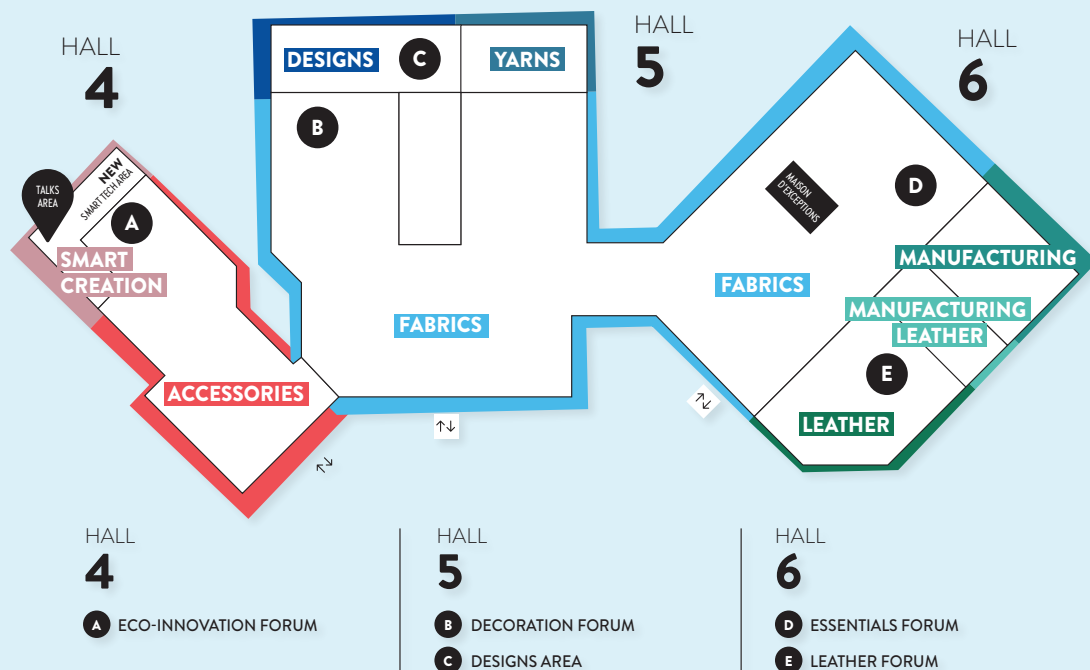 HALL
4
HALL
5
HALL
6
DESIGNS
C
YARNS
B
TALKS
AREA
NEW
SMART TECH AREA
A
SMART
CREATION
MAISON
D'EXCEPTIONS
D
MANUFACTURING
FABRICS
MANUFACTURING
LEATHER
FABRICS
E
ACCESSORIES
LEATHER
HALL
4
A ECO-INNOVATION FORUM
HALL
5
B DECORATION FORUM
C DESIGNS AREA
HALL
6
D ESSENTIALS FORUM
E LEATHER FORUM